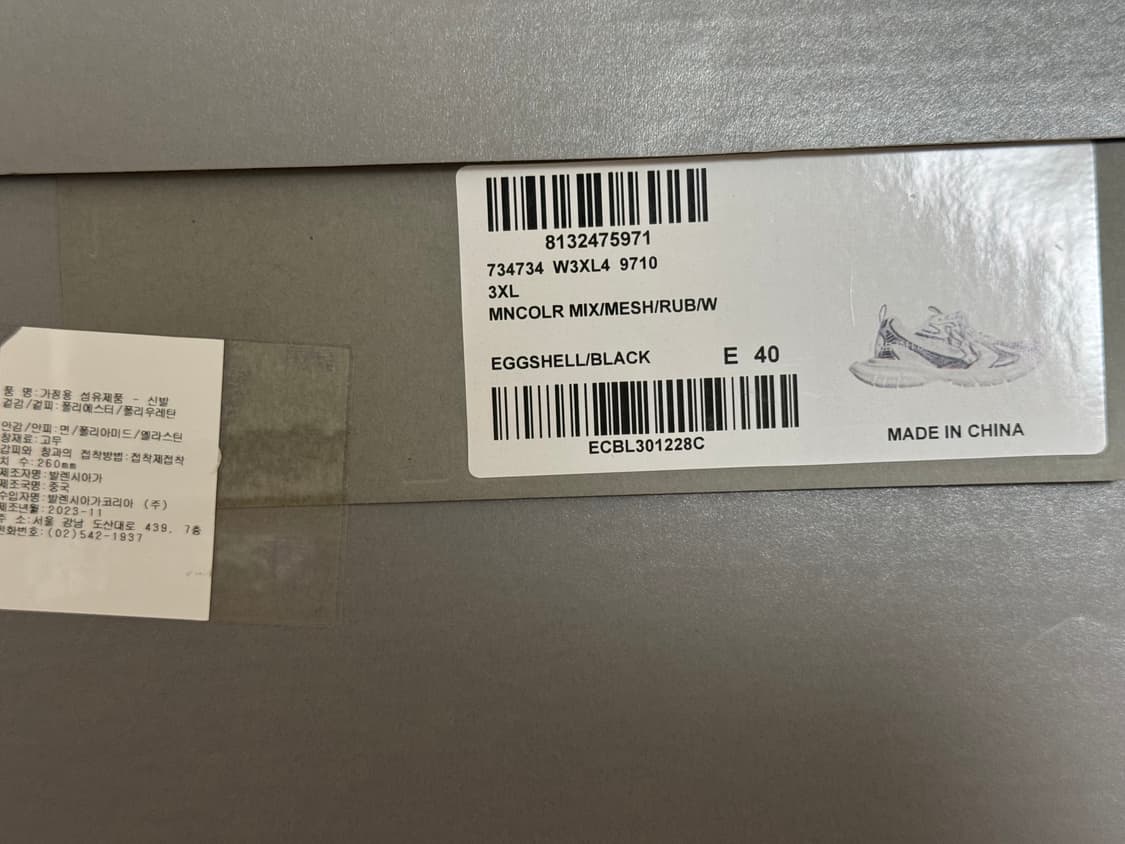 8132475971
734734 W3XL4 9710
3XL
MNCOLR MIX/MESH/RUB/W
EGGSHELL/BLACK E 40
ECBL301228C
MADE IN CHINA
품 명:가정용 섬유제품 - 신발
겉감/겉피:폴리에스터/폴리우레탄
안감/안피:면/폴리아미드/엘라스틴
창재료:고무
갑피와 창과의 접착방법:접착제접착
치 수:260mm
제조자명:발렌시아가
제조국명:중국
수입자명:발렌시아가코리아 (주)
제조년월:2023-11
주 소:서울 강남 도산대로 439, 7층
전화번호:(02)542-1937